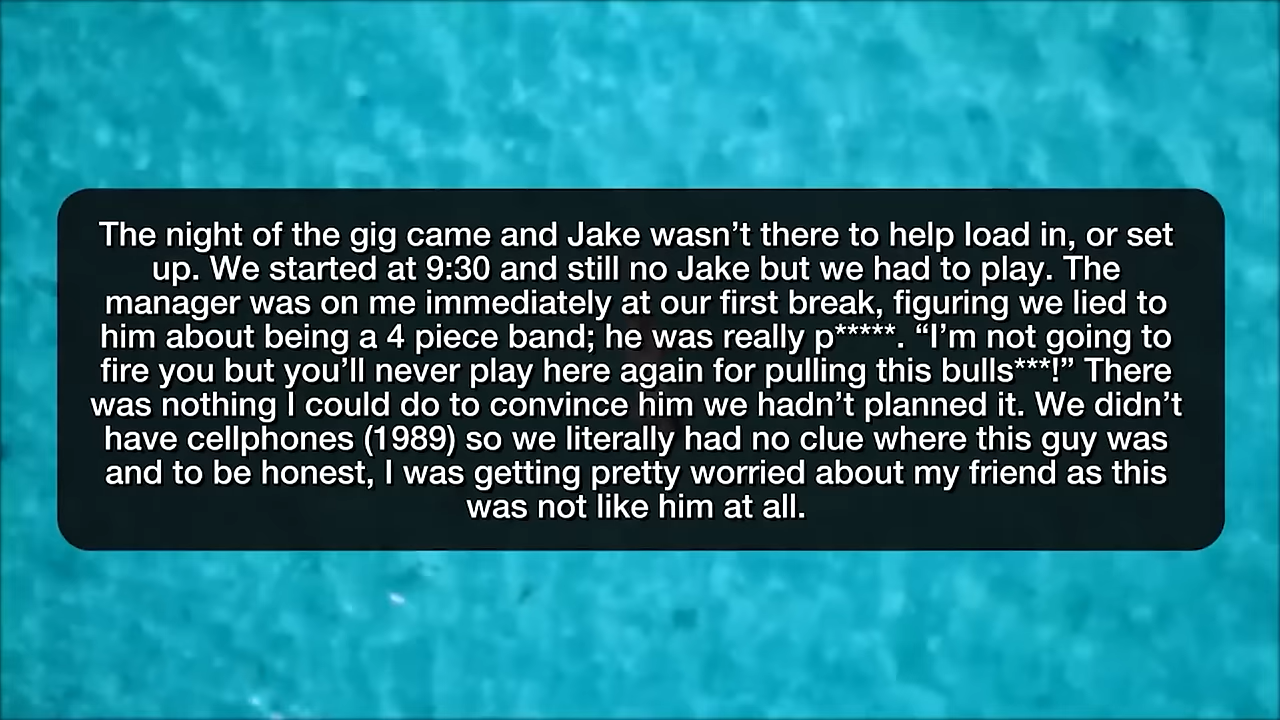 The night of the gig came and Jake wasn’t there to help load in, or set
up. We started at 9:30 and still no Jake but we had to play. The
manager was on me immediately at our first break, figuring we lied to
him about being a 4 piece band; he was really p*****. “I’m not going to
fire you but you’ll never play here again for pulling this bulls***!” There
was nothing I could do to convince him we hadn’t planned it. We didn’t
have cellphones (1989) so we literally had no clue where this guy was
and to be honest, I was getting pretty worried about my friend as this
was not like him at all.